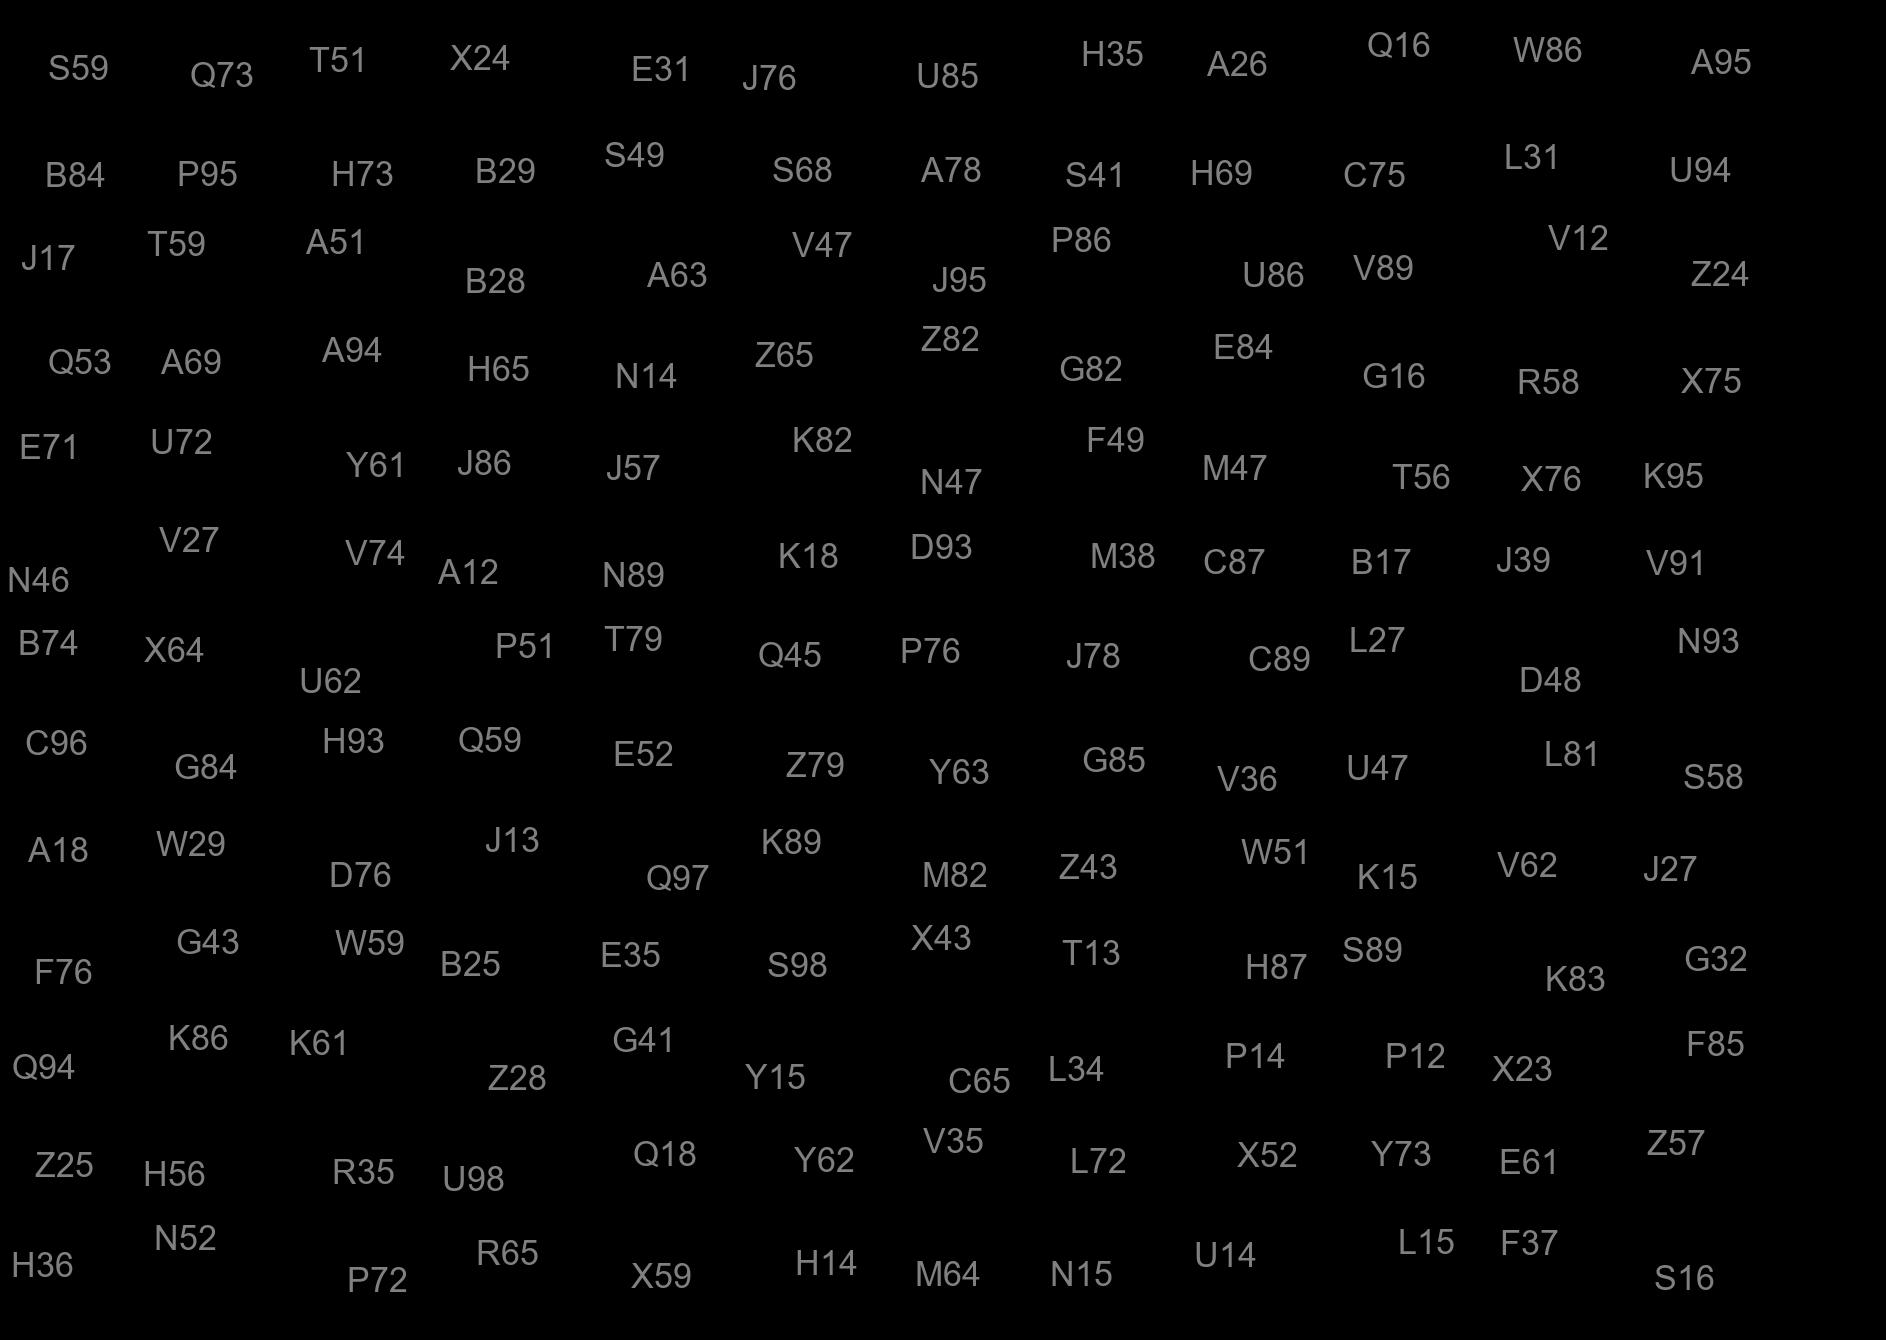 S59 Q73 T51 X24 E31 J76 U85 H35 A26 Q16 W86 A95
B84 P95 H73 B29 S49 S68 A78 S41 H69 C75 L31 U94
J17 T59 A51 B28 A63 V47 J95 P86 U86 V89 V12 Z24
Q53 A69 A94 H65 N14 Z65 Z82 G82 E84 G16 R58 X75
E71 U72 Y61 J86 J57 K82 N47 F49 M47 T56 X76 K95
N46 V27 V74 A12 N89 K18 D93 M38 C87 B17 J39 V91
B74 X64 U62 P51 T79 Q45 P76 J78 C89 L27 D48 N93
C96 G84 H93 Q59 E52 Z79 Y63 G85 V36 U47 L81 S58
A18 W29 D76 J13 Q97 K89 M82 Z43 W51 K15 V62 J27
F76 G43 W59 B25 E35 S98 X43 T13 H87 S89 K83 G32
Q94 K86 K61 Z28 G41 Y15 C65 L34 P14 P12 X23 F85
Z25 H56 R35 U98 Q18 Y62 V35 L72 X52 Y73 E61 Z57
H36 N52 P72 R65 X59 H14 M64 N15 U14 L15 F37 S16